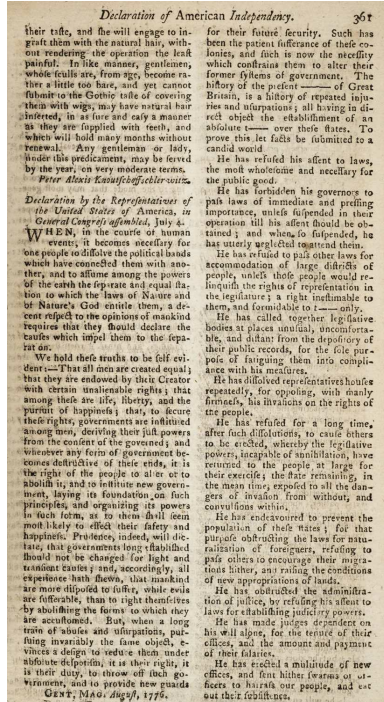 Declaration of American Independency. 361
their taste, and she will engage to in-
graft them with the natural hair, with-
out rendering the operation the least
painful. In like manner, gentlemen,
whose sculls are, from age, become ra-
ther a little too bare, and yet cannot
submit to the Gothic taste of covering
them with wigs, may have natural hair
inserted, in as sure and easy a manner
as they are supplied with teeth, and
which will hold many months without
renewal. Any gentleman or lady,
under this predicament, may be served
by the year, on very moderate terms.
Peter Alexis
Declaration by the Representatives of
the United States of America, in
General Congress assembled, July 4.
WHEN, in the course of human
events, it becomes necessary for
one people to dissolve the political bands
which have connected them with ano-
ther, and to assume among the powers
of the earth the separate and equal sta-
tion to which the laws of Nature and
of Nature's God entitle them, a de-
cent respect to the opinions of mankind
requires that they should declare the
causes which impel them to the sepa-
ration.
We hold these truths to be self evi-
dent:—That all men are created equal;
that they are endowed by their Creator
with certain unalienable rights; that
among these are life, liberty, and the
pursuit of happiness; that, to secure
these rights, governments are instituted
among men, deriving their just powers
from the consent of the governed; and
whenever any form of government be-
comes destructive of these ends, it is
the right of the people to alter or to
abolish it, and to institute new govern-
ment, laying its foundation on such
principles, and organizing its powers
in such form, as to them shall seem
most likely to effect their safety and
happiness. Prudence, indeed, will dic-
tate, that governments long established
should not be changed for light and
transient causes; and, accordingly, all
experience hath shewn, that mankind
are more disposed to suffer, while evils
are sufferable, than to right themselves
by abolishing the forms to which they
are accustomed. But, when a long
train of abuses and usurpations, pur-
suing invariably the same object, e-
vinces a design to reduce them under
absolute despotism, it is their right, it
is their duty, to throw off such go-
vernment, and to provide new guards
GENT. MAG. August, 1776.
for their future security. Such has
been the patient sufferance of these co-
lonies, and such is now the necessity
which constrains them to alter their
former systems of government. The
history of the present —— of Great
Britain, is a history of repeated inju-
ries and usurpations; all having in di-
rect object the establishment of an
absolute t—— over these states. To
prove this let facts be submitted to a
candid world
He has refused his assent to laws,
the most wholesome and necessary for
the public good.
He has forbidden his governors to
pass laws of immediate and pressing
importance, unless suspended in their
operation till his assent should be ob-
tained; and when so suspended, he
has utterly neglected to attend them.
He has refused to pass other laws for
accommodation of large districts of
people, unless those people would re-
linquish the rights of representation in
the legislature; a right inestimable to
them, and formidable to t—— only.
He has called together legislative
bodies at places unusual, uncomforta-
ble, and distant from the depository of
their public records, for the sole pur-
pose of fatiguing them into compli-
ance with his measures.
He has dissolved representatives houses
repeatedly, for opposing, with manly
firmness, his invasions on the rights of
the people.
He has refused for a long time,
after such dissolutions, to cause others
to be erected, whereby the legislative
powers, incapable of annihilation, have
returned to the people at large for
their exercise; the state remaining, in
the mean time, exposed to all the dan-
gers of invasion from without, and
convulsions within.
He has endeavoured to prevent the
population of these states; for that
purpose obstructing the laws for natu-
ralization of foreigners, refusing to
pass others to encourage their migra-
tions hither, and raising the conditions
of new appropriations of lands.
He has obstructed the administra-
tion of justice, by refusing his assent to
laws for establishing judiciary powers.
He has made judges dependent on
his will alone, for the tenure of their
offices, and the amount and payment
of their salaries.
He has erected a multitude of new
offices, and sent hither swarms of of-
ficers to harrass our people, and eat
out their subsistence.